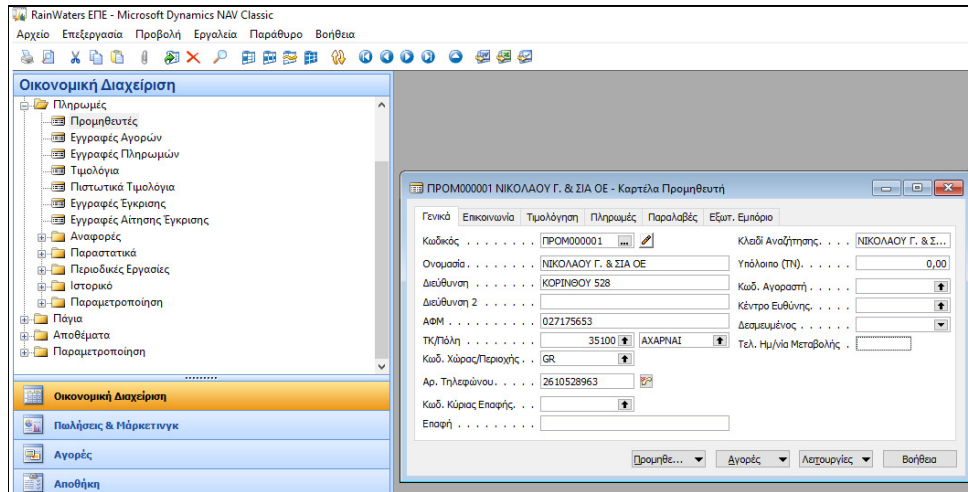 RainWaters ΕΠΕ - Microsoft Dynamics NAV Classic
Αρχείο Επεξεργασία Προβολή Εργαλεία Παράθυρο Βοήθεια
Οικονομική Διαχείριση
Πληρωμές
Προμηθευτές
Εγγραφές Αγορών
Εγγραφές Πληρωμών
Τιμολόγια
Πιστωτικά Τιμολόγια
Εγγραφές Έγκρισης
Εγγραφές Αίτησης Έγκρισης
Αναφορές
Παραστατικά
Περιοδικές Εργασίες
Ιστορικό
Παραμετροποίηση
Πάγια
Αποθέματα
Παραμετροποίηση
Οικονομική Διαχείριση
Πωλήσεις & Μάρκετινγκ
Αγορές
Αποθήκη
ΠΡΟΜ000001 ΝΙΚΟΛΑΟΥ Γ. & ΣΙΑ ΟΕ - Καρτέλα Προμηθευτή
Γενικά Επικοινωνία Τιμολόγηση Πληρωμές Παραλαβές Εξωτ. Εμπόριο
Κωδικός . . . . . . . . ΠΡΟΜ000001 ...
Ονομασία. . . . . . . . ΝΙΚΟΛΑΟΥ Γ. & ΣΙΑ ΟΕ
Διεύθυνση . . . . . . . ΚΟΡΙΝΘΟΥ 528
Διεύθυνση 2 . . . . . .
ΑΦΜ . . . . . . . . . . 027175653
ΤΚ/Πόλη . . . . . . . . 35100 ΑΧΑΡΝΑΙ
Κωδ. Χώρας/Περιοχής. . GR
Αρ. Τηλεφώνου. . . . . 2610528963
Κωδ. Κύριας Επαφής. . .
Επαφή . . . . . . . . .
Κλειδί Αναζήτησης. . . . ΝΙΚΟΛΑΟΥ Γ. & Σ...
Υπόλοιπο (ΤΝ). . . . . . 0,00
Κωδ. Αγοραστή . . . . .
Κέντρο Ευθύνης. . . . .
Δεσμευμένος . . . . . .
Τελ. Ημ/νία Μεταβολής .
Προμηθε... Αγορές Λειτουργίες Βοήθεια